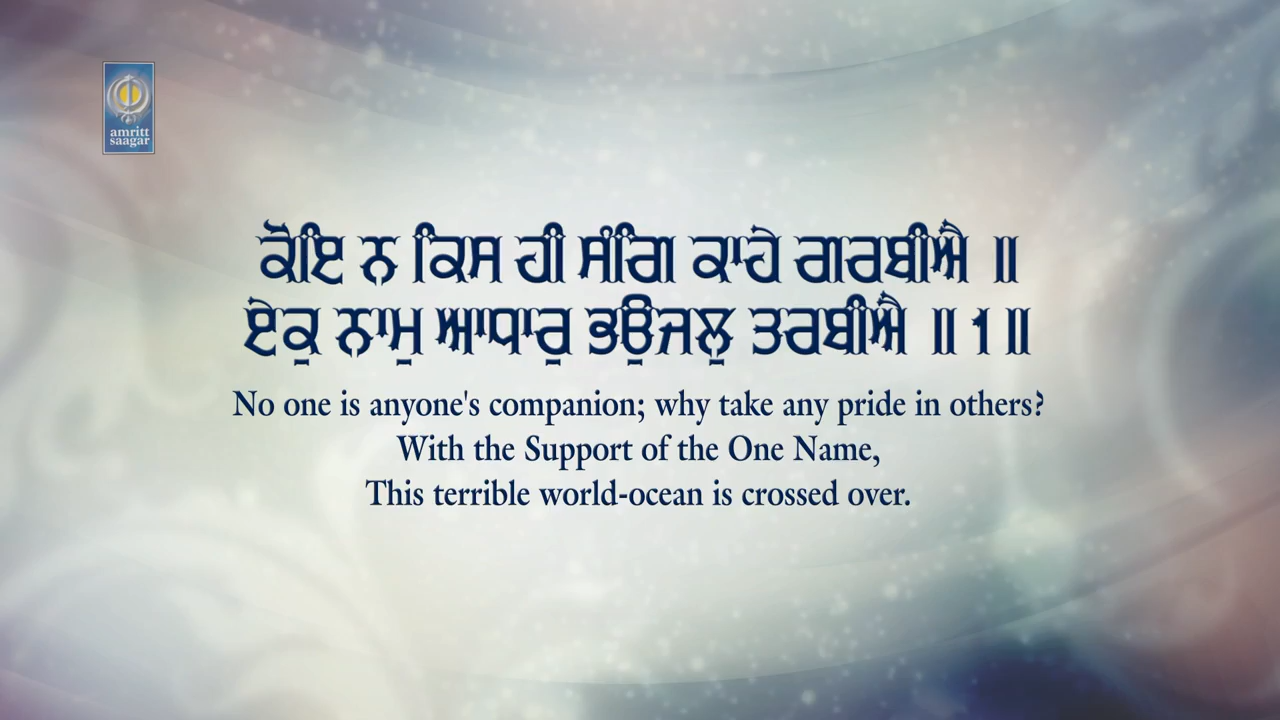 amritt
saagar
ਕੋਇ ਨ ਕਿਸ ਹੀ ਸੰਗਿ ਕਾਹੇ ਗਰਬੀਐ ॥
ਏਕੁ ਨਾਮੁ ਆਧਾਰੁ ਭਉਜਲੁ ਤਰਬੀਐ ॥੧॥
No one is anyone's companion; why take any pride in others?
With the Support of the One Name,
This terrible world-ocean is crossed over.